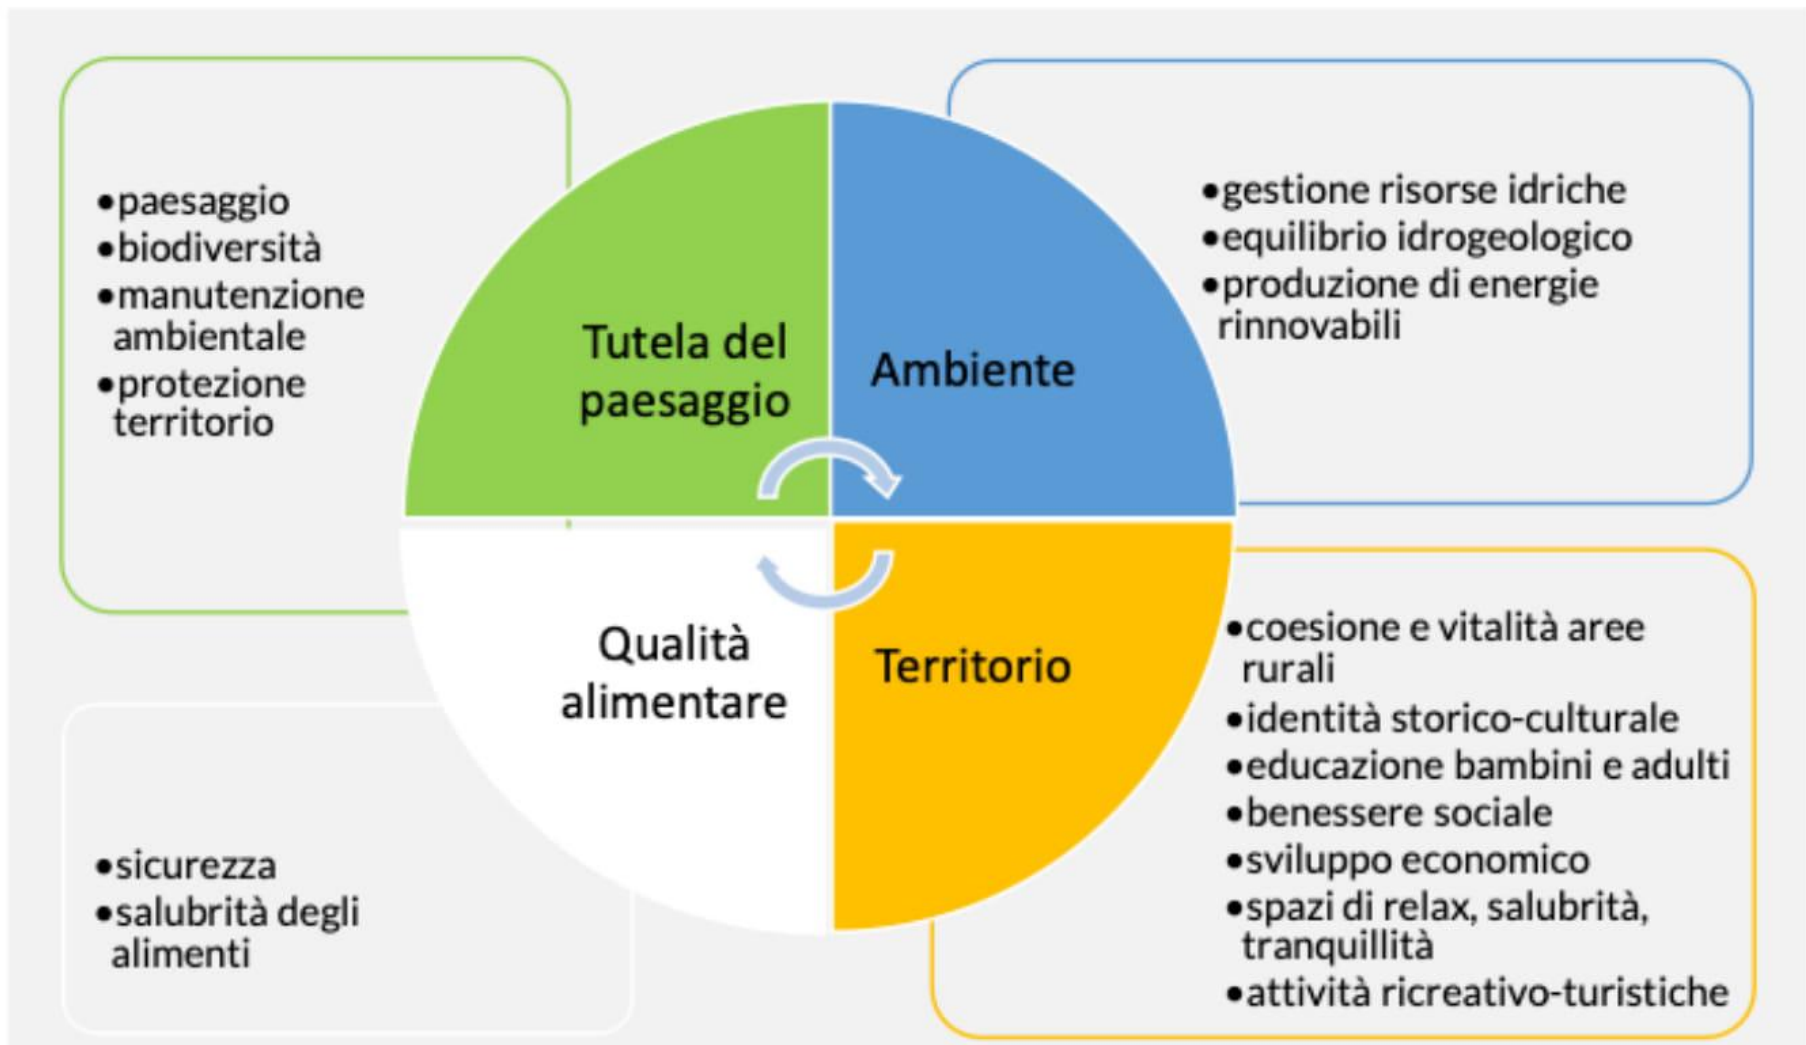 •paesaggio
•biodiversità
•manutenzione
ambientale
•protezione
territorio
Tutela del
paesaggio
Ambiente
•gestione risorse idriche
•equilibrio idrogeologico
•produzione di energie
rinnovabili
Qualità
alimentare
Territorio
•sicurezza
•salubrità degli
alimenti
•coesione e vitalità aree
rurali
•identità storico-culturale
•educazione bambini e adulti
•benessere sociale
•sviluppo economico
•spazi di relax, salubrità,
tranquillità
•attività ricreativo-turistiche